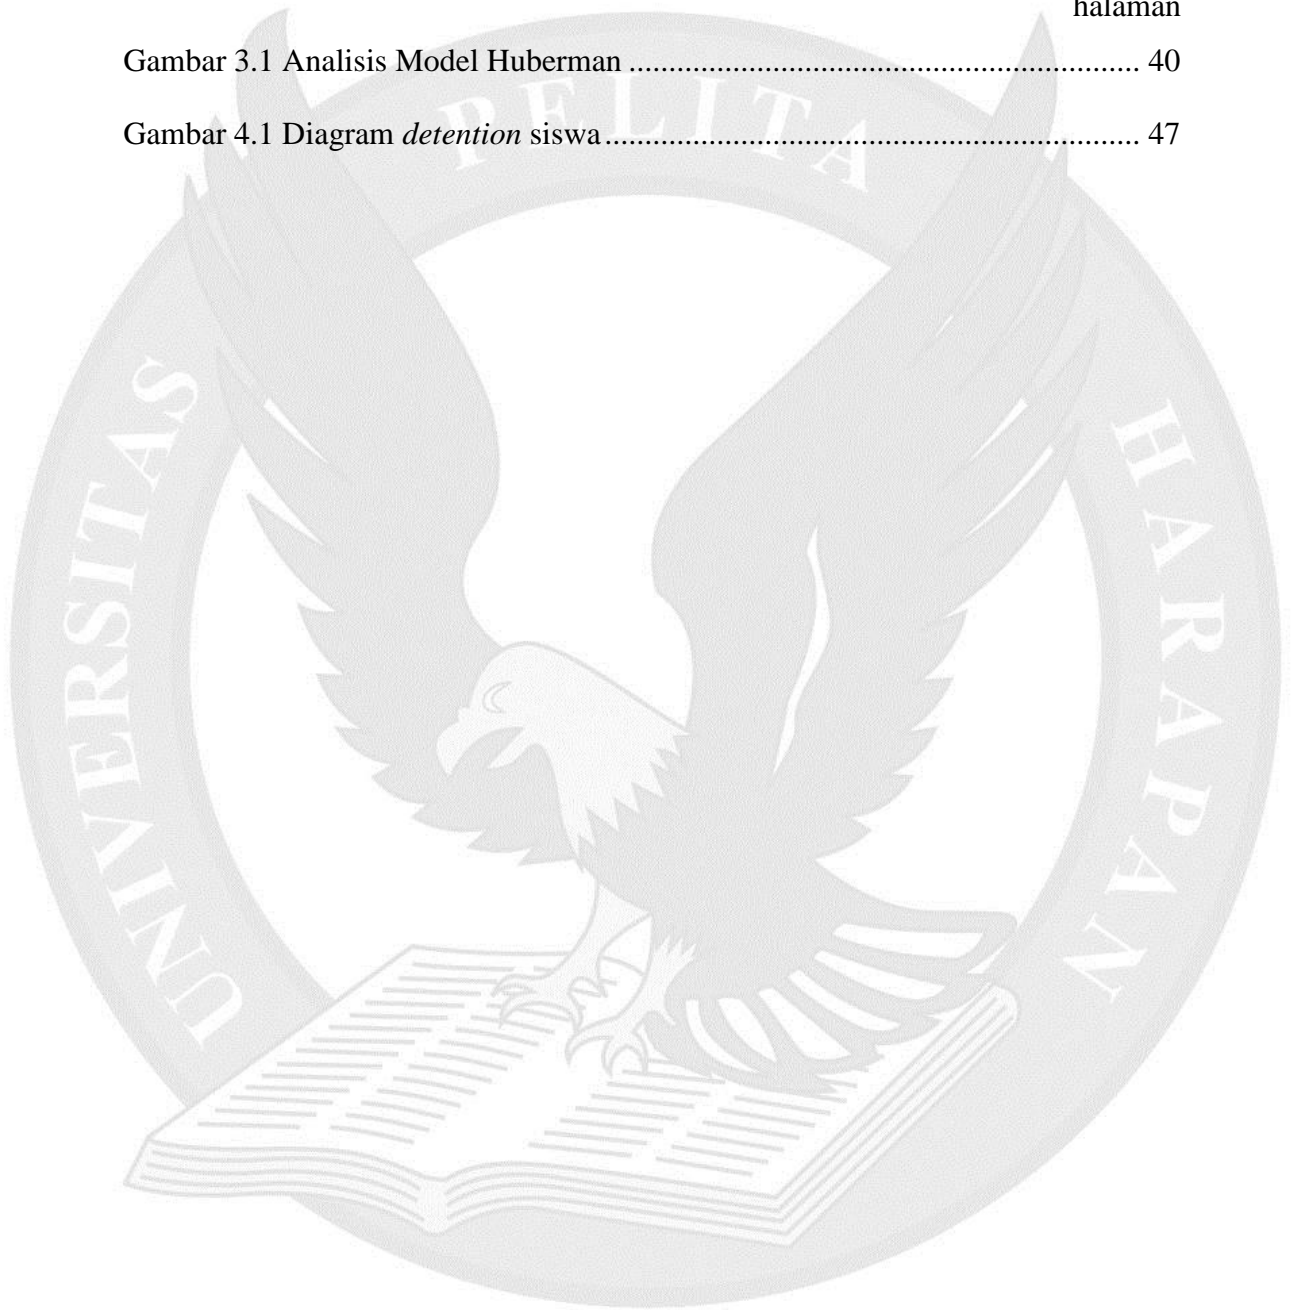 halaman
Gambar 3.1 Analisis Model Huberman ...................................................... 40
Gambar 4.1 Diagram detention siswa ........................................................ 47
UNIVERSITAS PELITA HARAPAN